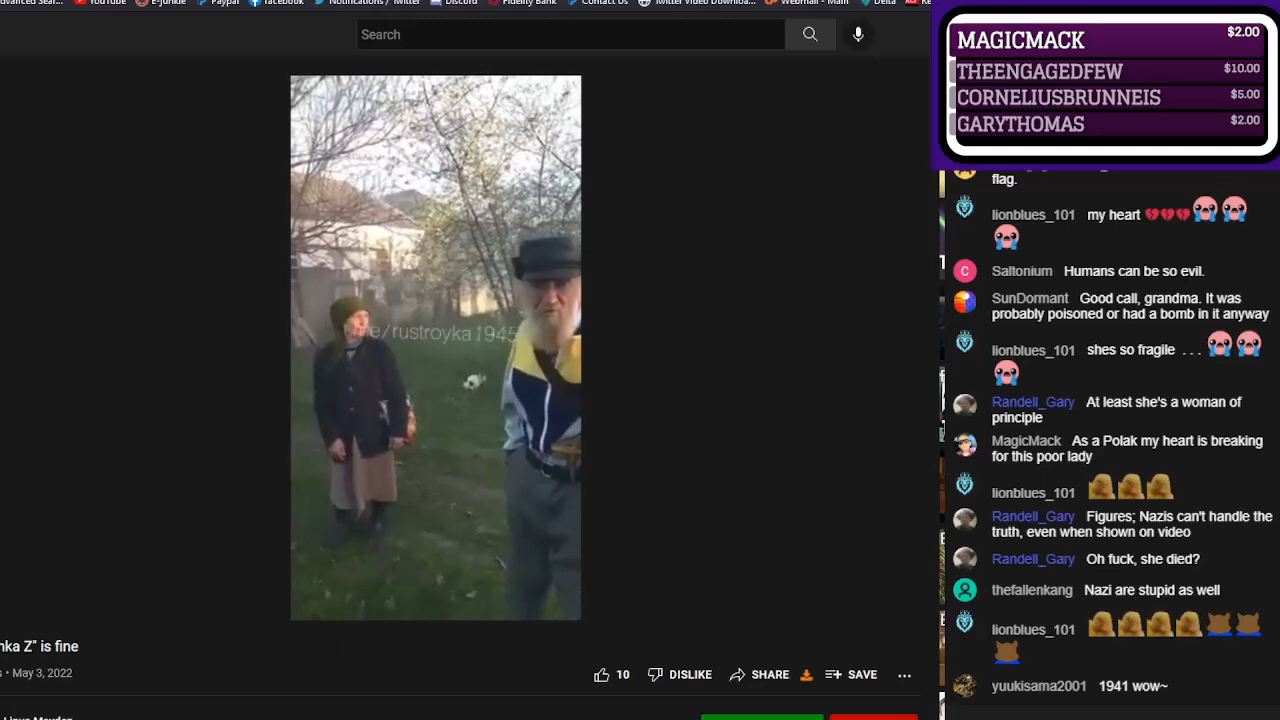 YouTube
E-junkie
Paypal
Facebook
Notifications / Twitter
Discord
Fidelity Bank
Contact Us
Twitter Video Downloa...
Webmail - Main
Delta
Search
/rustroyka1945
nka Z" is fine
• May 3, 2022
10
DISLIKE
SHARE
SAVE
MAGICMACK $2.00
THEENGAGEDFEW $10.00
CORNELIUSBRUNNEIS $5.00
GARYTHOMAS $2.00
flag.
lionblues_101 my heart
Saltonium Humans can be so evil.
SunDormant Good call, grandma. It was
probably poisoned or had a bomb in it anyway
lionblues_101 shes so fragile . . .
Randell_Gary At least she's a woman of
principle
MagicMack As a Polak my heart is breaking
for this poor lady
lionblues_101
Randell_Gary Figures; Nazis can't handle the
truth, even when shown on video
Randell_Gary Oh fuck, she died?
thefallenkang Nazi are stupid as well
lionblues_101
yuukisama2001 1941 wow~